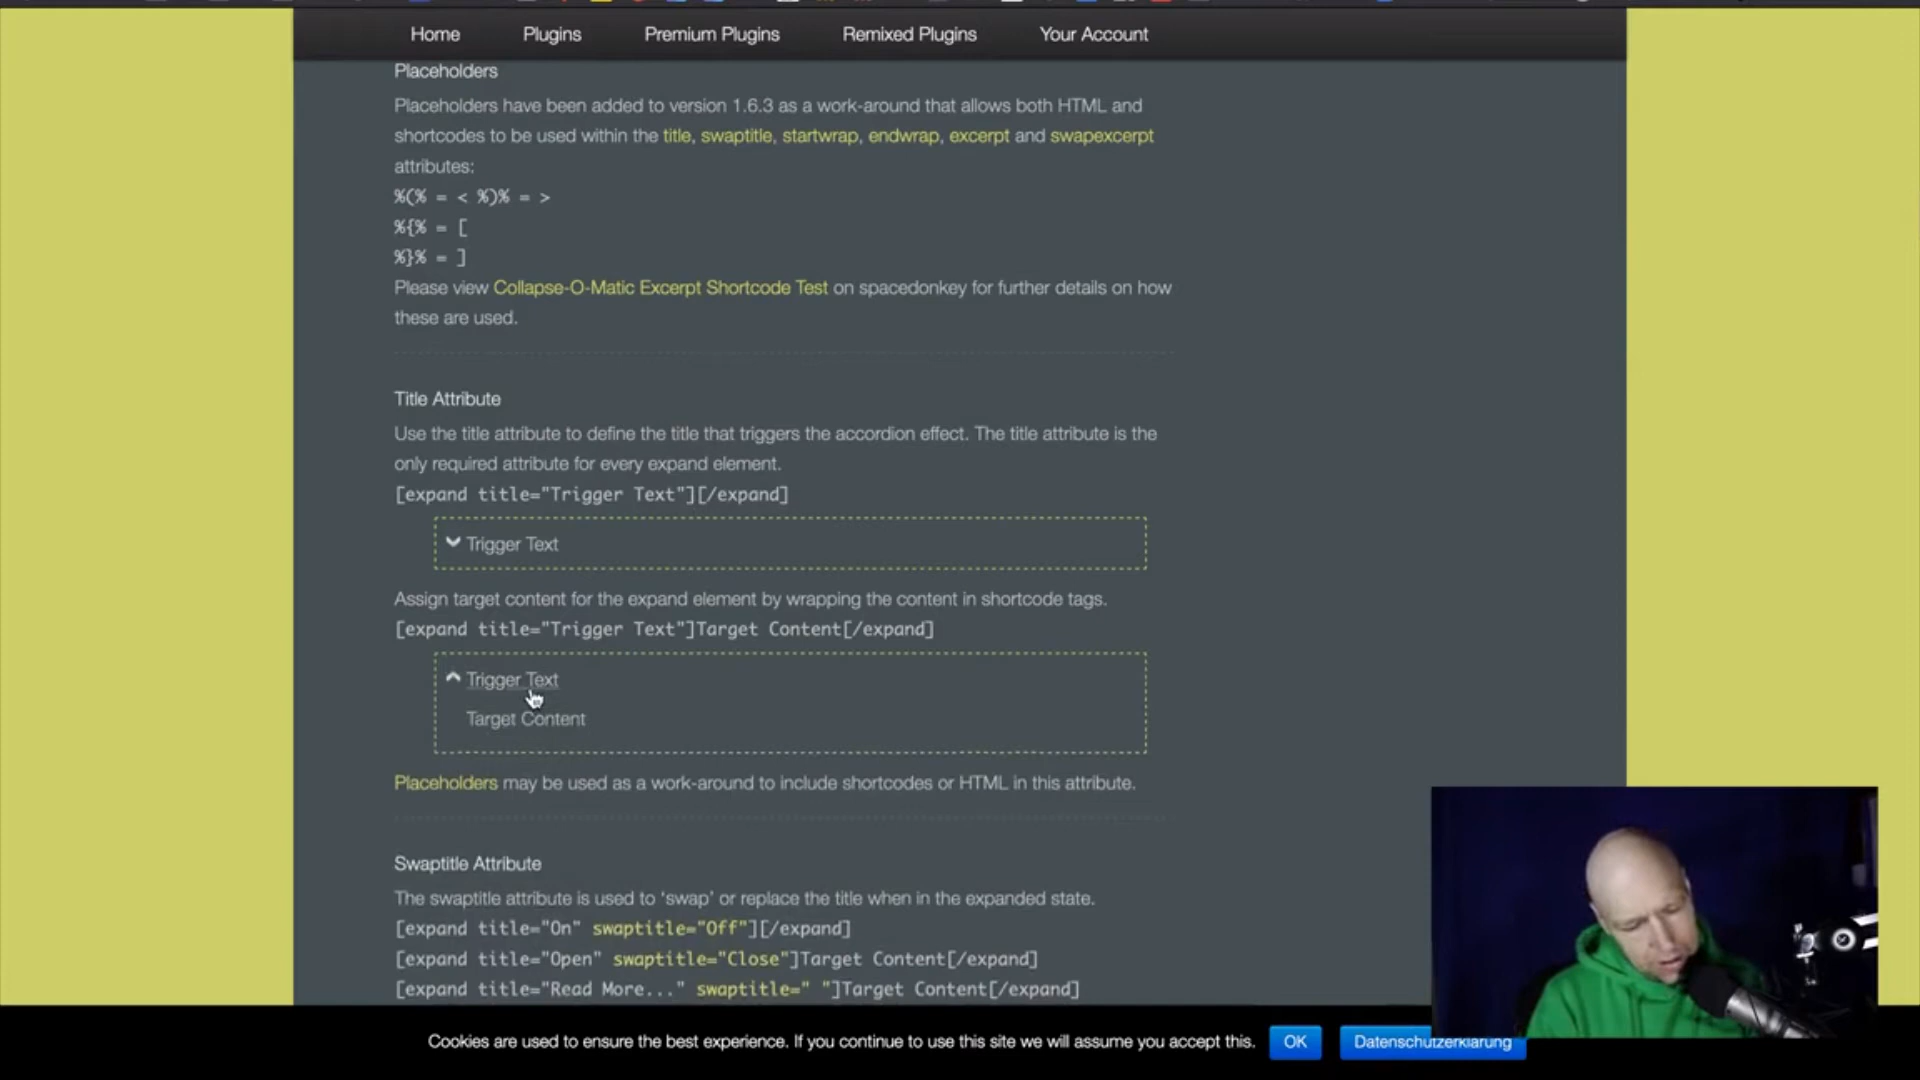 Home Plugins Premium Plugins Remixed Plugins Your Account
Placeholders
Placeholders have been added to version 1.6.3 as a work-around that allows both HTML and
shortcodes to be used within the title, swaptitle, startwrap, endwrap, excerpt and swapexcerpt
attributes:
%(% = < %)% = >
%{% = [
%}% = ]
Please view Collapse-O-Matic Excerpt Shortcode Test on spacedonkey for further details on how
these are used.
Title Attribute
Use the title attribute to define the title that triggers the accordion effect. The title attribute is the
only required attribute for every expand element.
[expand title="Trigger Text"][/expand]
Trigger Text
Assign target content for the expand element by wrapping the content in shortcode tags.
[expand title="Trigger Text"]Target Content[/expand]
Trigger Text
Target Content
Placeholders may be used as a work-around to include shortcodes or HTML in this attribute.
Swaptitle Attribute
The swaptitle attribute is used to 'swap' or replace the title when in the expanded state.
[expand title="On" swaptitle="Off"][/expand]
[expand title="Open" swaptitle="Close"]Target Content[/expand]
[expand title="Read More..." swaptitle=" "]Target Content[/expand]
Cookies are used to ensure the best experience. If you continue to use this site we will assume you accept this. OK Datenschutzerklärung